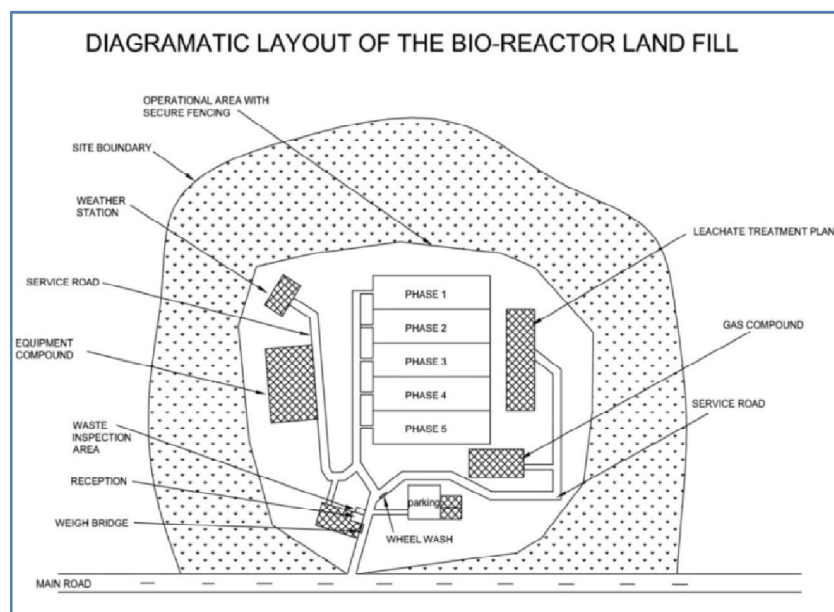 DIAGRAMATIC LAYOUT OF THE BIO-REACTOR LAND FILL
OPERATIONAL AREA WITH
SECURE FENCING
SITE BOUNDARY
WEATHER
STATION
SERVICE ROAD
EQUIPMENT
COMPOUND
WASTE
INSPECTION
AREA
RECEPTION
WEIGH BRIDGE
MAIN ROAD
PHASE 1
PHASE 2
PHASE 3
PHASE 4
PHASE 5
parking
WHEEL WASH
LEACHATE TREATMENT PLAN
GAS COMPOUND
SERVICE ROAD